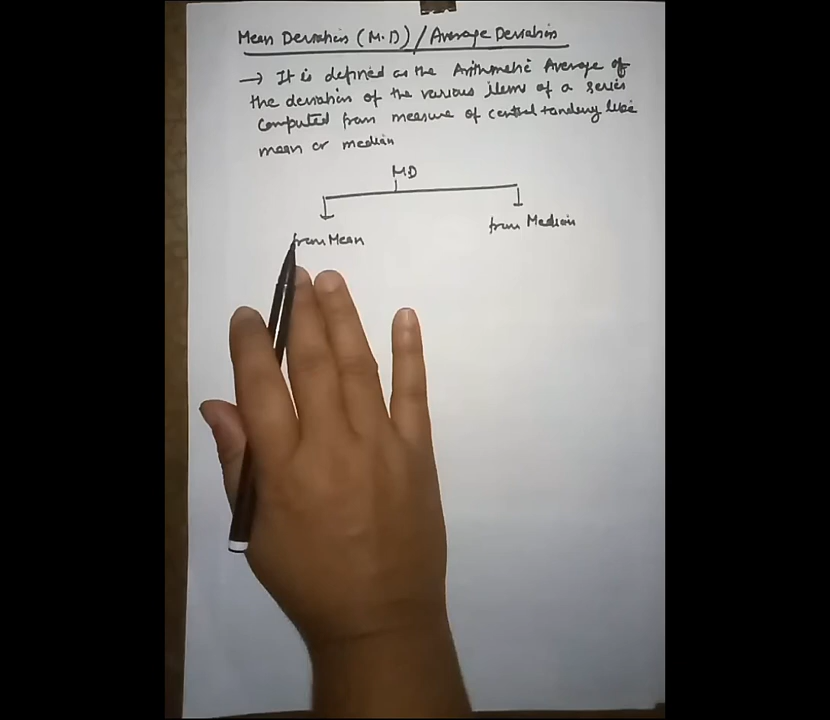 Mean Deviation (M.D) / Average Deviation
→ It is defined as the Arithmetic Average of
the deviation of the various items of a series
computed from measure of central tandency like
mean or median
MD
from Mean
from Median